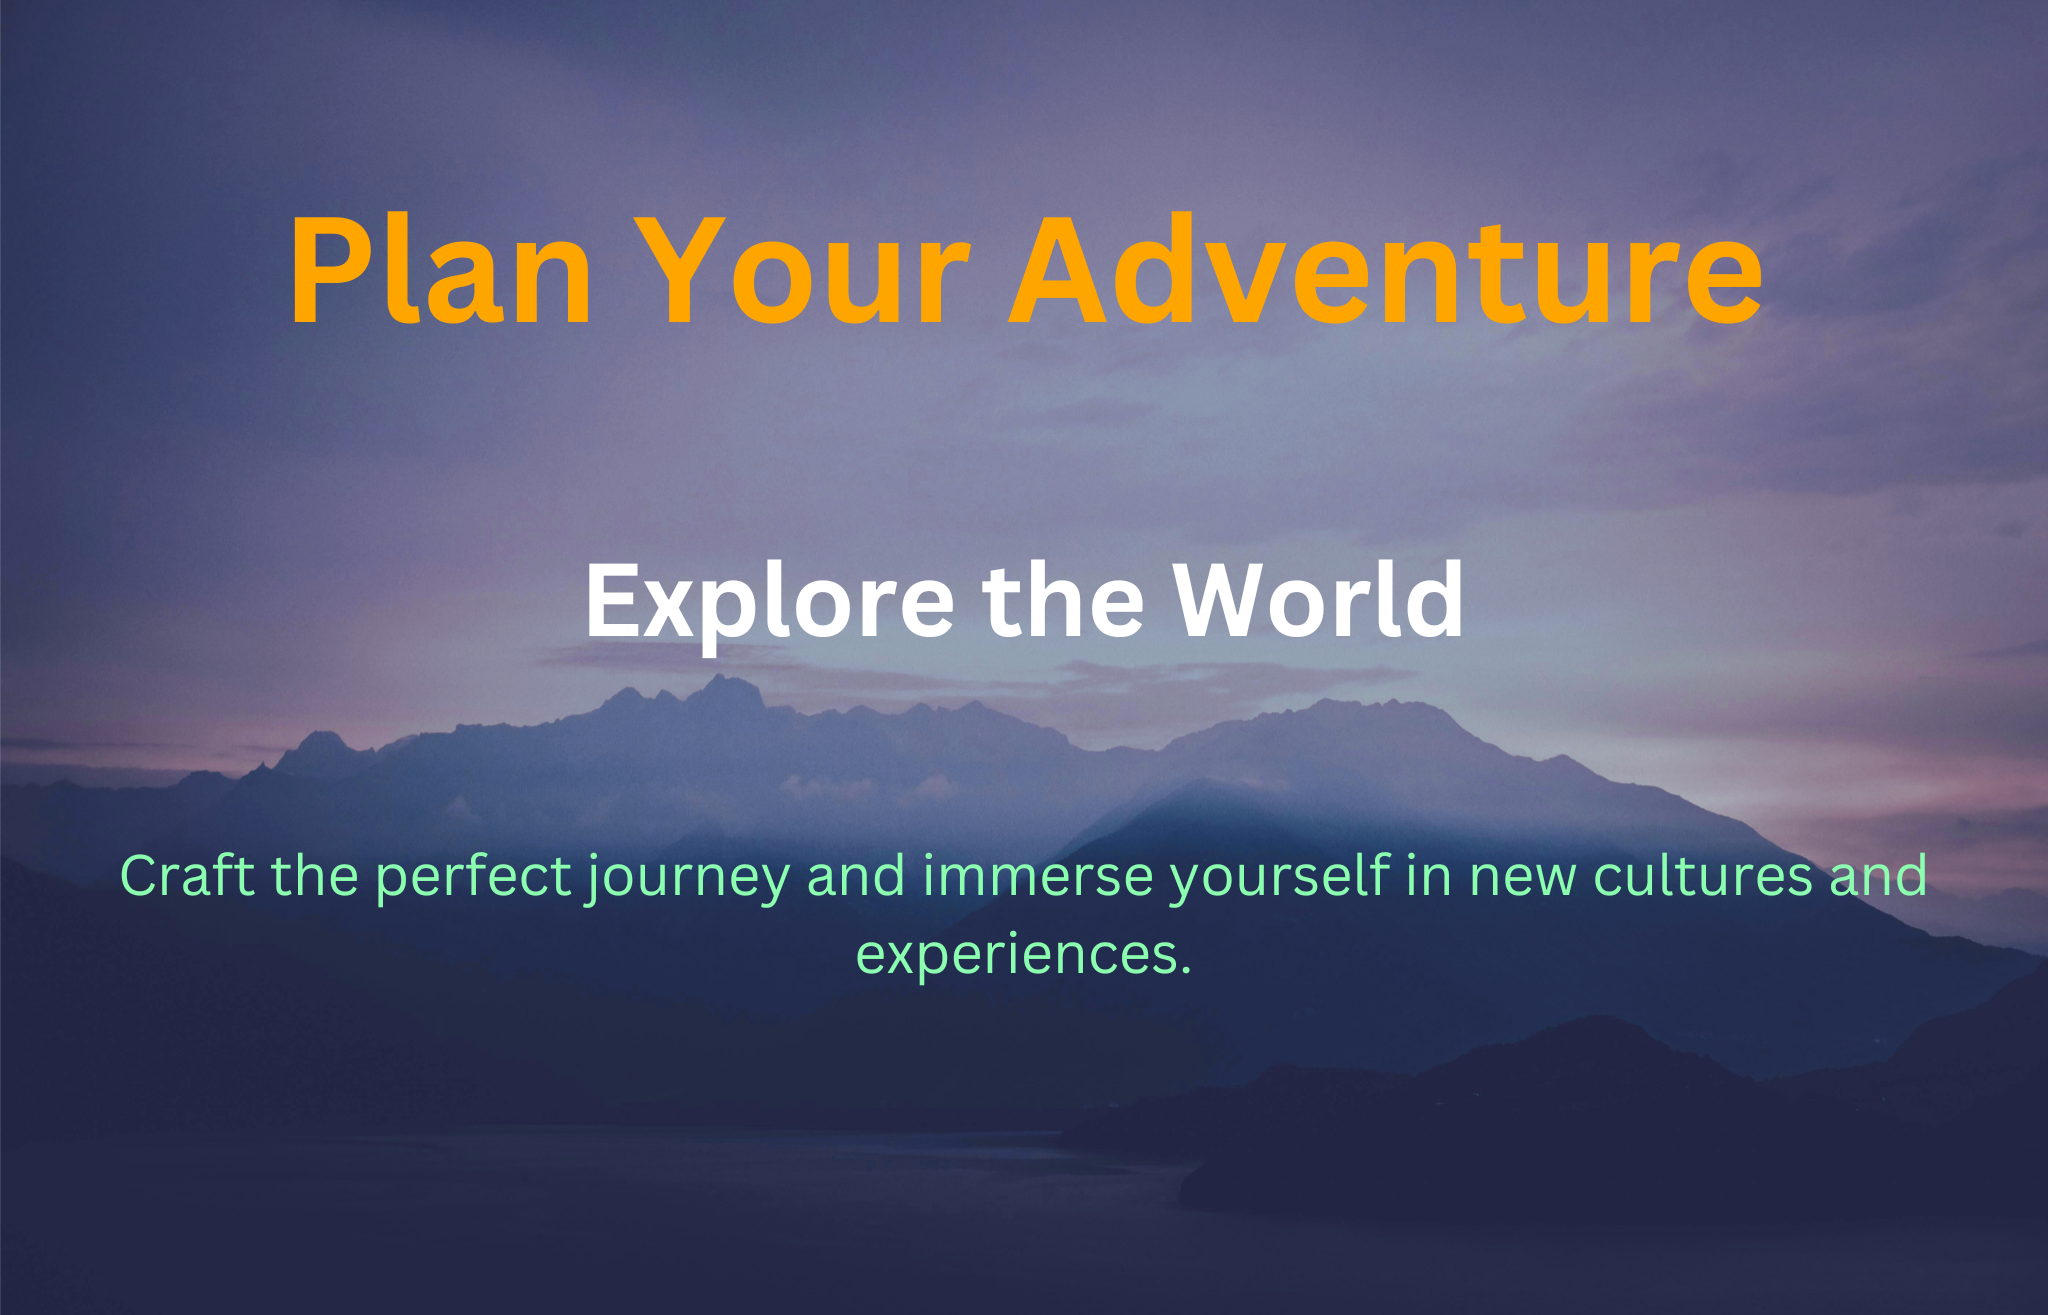 Plan Your Adventure
Explore the World
Craft the perfect journey and immerse yourself in new cultures and
experiences.